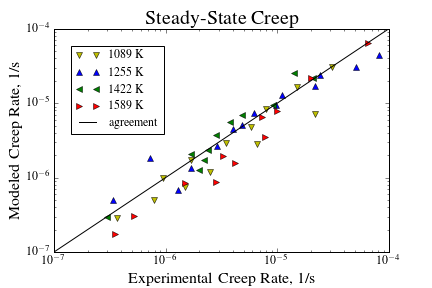 Steady-State Creep
Modeled Creep Rate, 1/s
10⁻⁴
10⁻⁵
10⁻⁶
10⁻⁷
1089 K
1255 K
1422 K
1589 K
agreement
10⁻⁷ 10⁻⁶ 10⁻⁵ 10⁻⁴
Experimental Creep Rate, 1/s